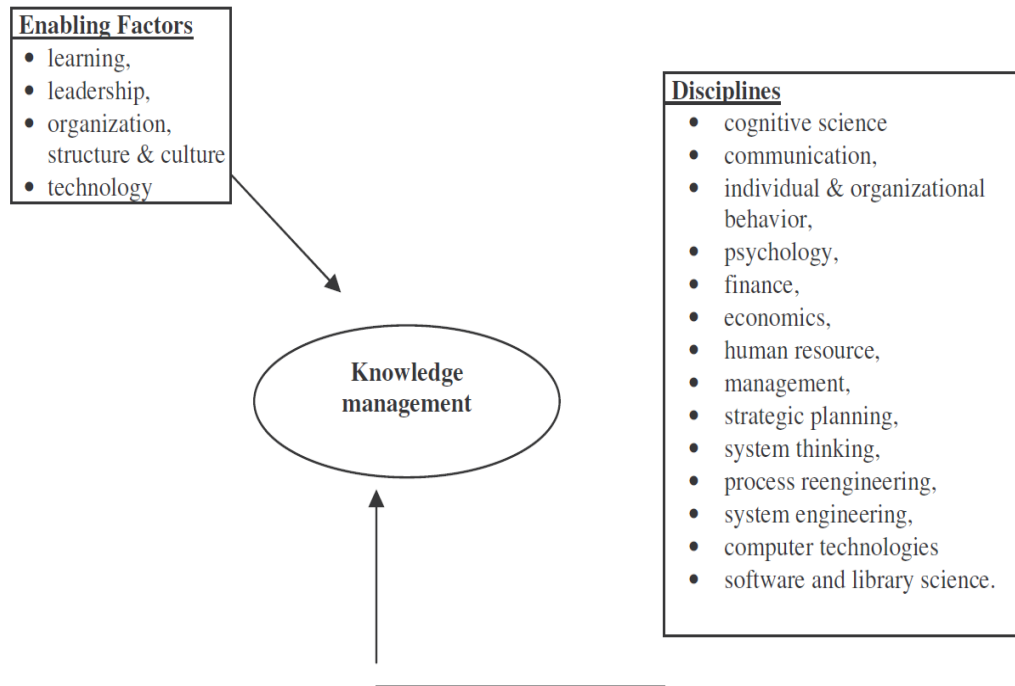 Enabling Factors
• learning,
• leadership,
• organization,
structure & culture
• technology
Knowledge
management
Disciplines
• cognitive science
• communication,
• individual & organizational
behavior,
• psychology,
• finance,
• economics,
• human resource,
• management,
• strategic planning,
• system thinking,
• process reengineering,
• system engineering,
• computer technologies
• software and library science.